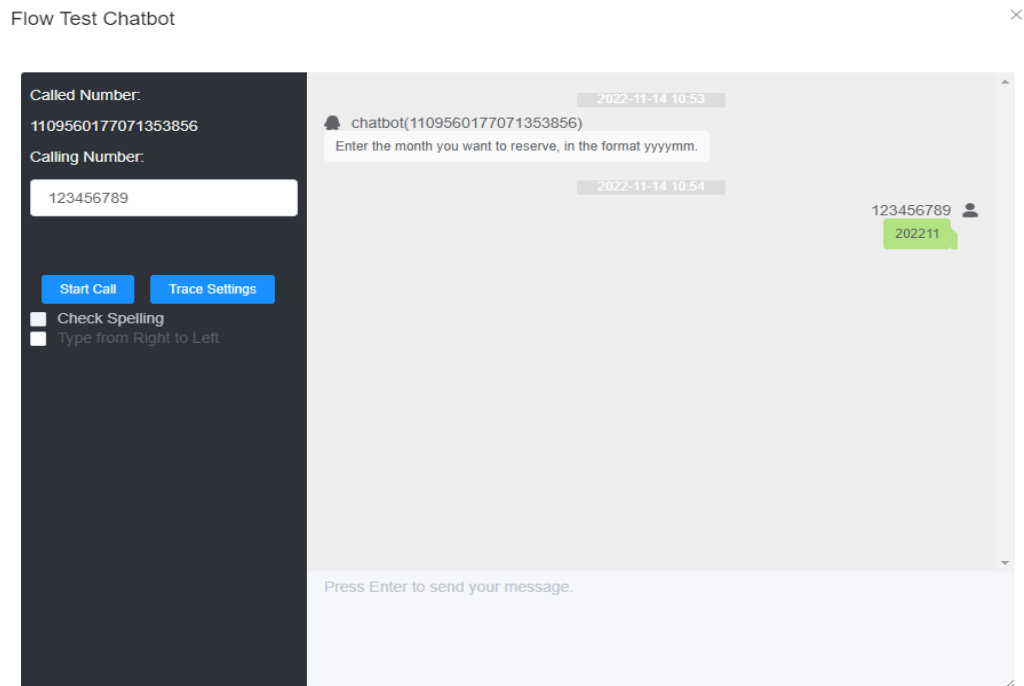 Flow Test Chatbot
Called Number:
1109560177071353856
Calling Number:
123456789
Start Call
Trace Settings
Check Spelling
Type from Right to Left
2022-11-14 10:53
chatbot(1109560177071353856)
Enter the month you want to reserve, in the format yyyymm.
2022-11-14 10:54
123456789
202211
Press Enter to send your message.